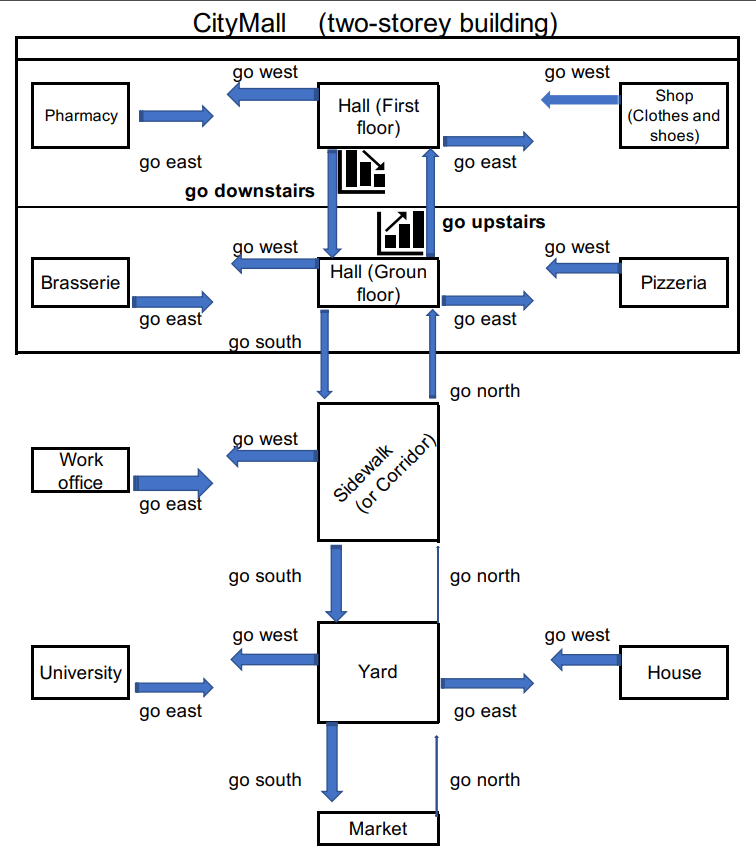 CityMall (two-storey building)
go west
go west
Pharmacy
Hall (First
floor)
Shop
(Clothes and
shoes)
go east
go east
go downstairs
go upstairs
go west
go west
Brasserie
Hall (Groun
floor)
Pizzeria
go east
go east
go south
go north
go west
Work
office
Sidewalk
(or Corridor)
go east
go south
go north
go west
go west
University
Yard
House
go east
go east
go south
go north
Market